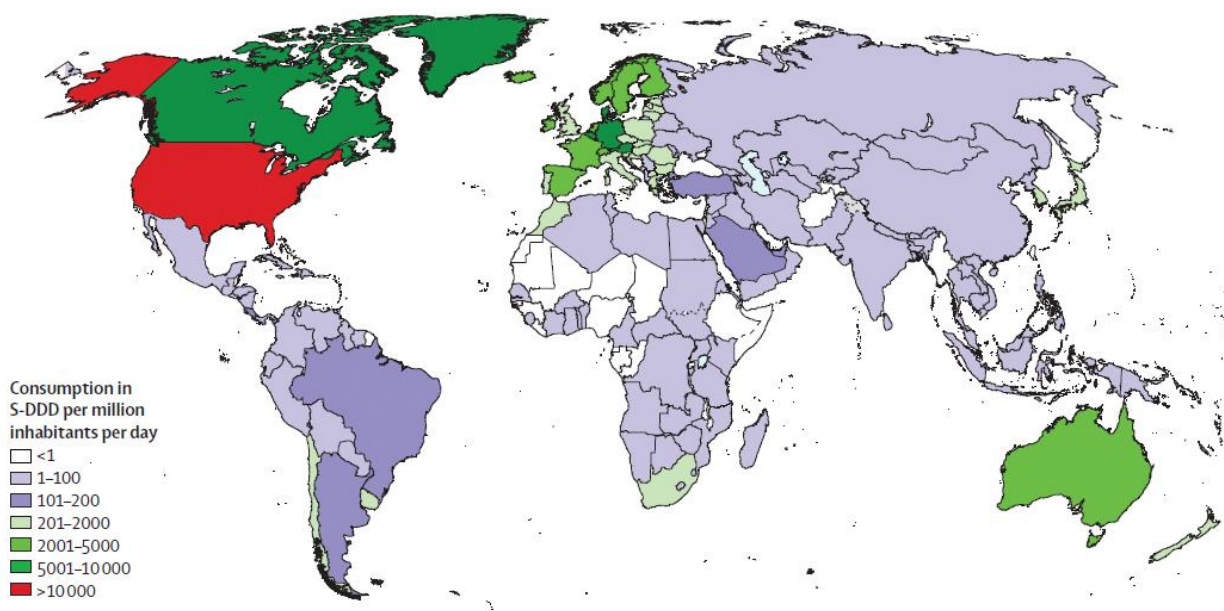 Consumption in
S-DDD per million
inhabitants per day
<1
1–100
101–200
201–2000
2001–5000
5001–10 000
>10 000